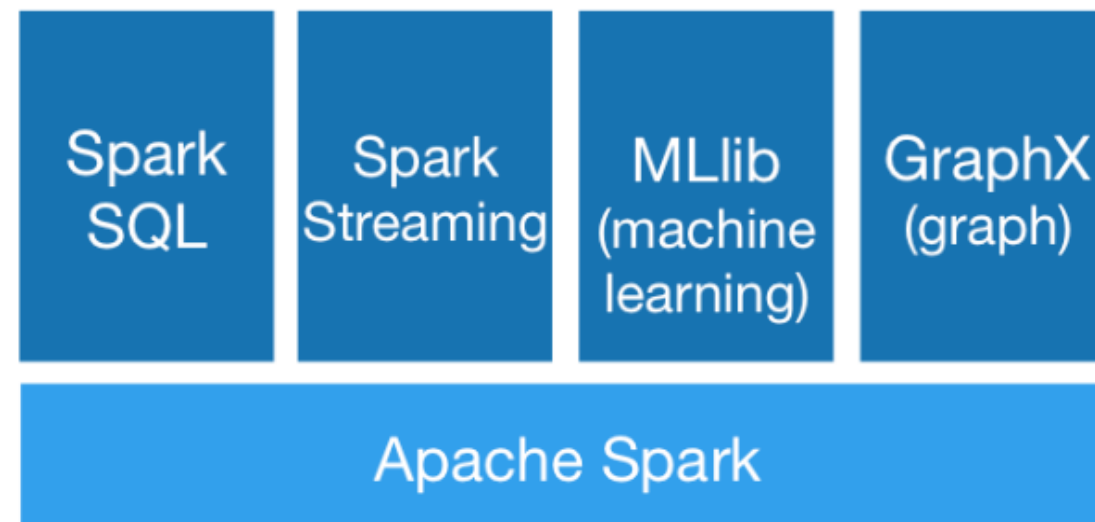 Spark
SQL
Spark
Streaming
MLlib
(machine
learning)
GraphX
(graph)
Apache Spark